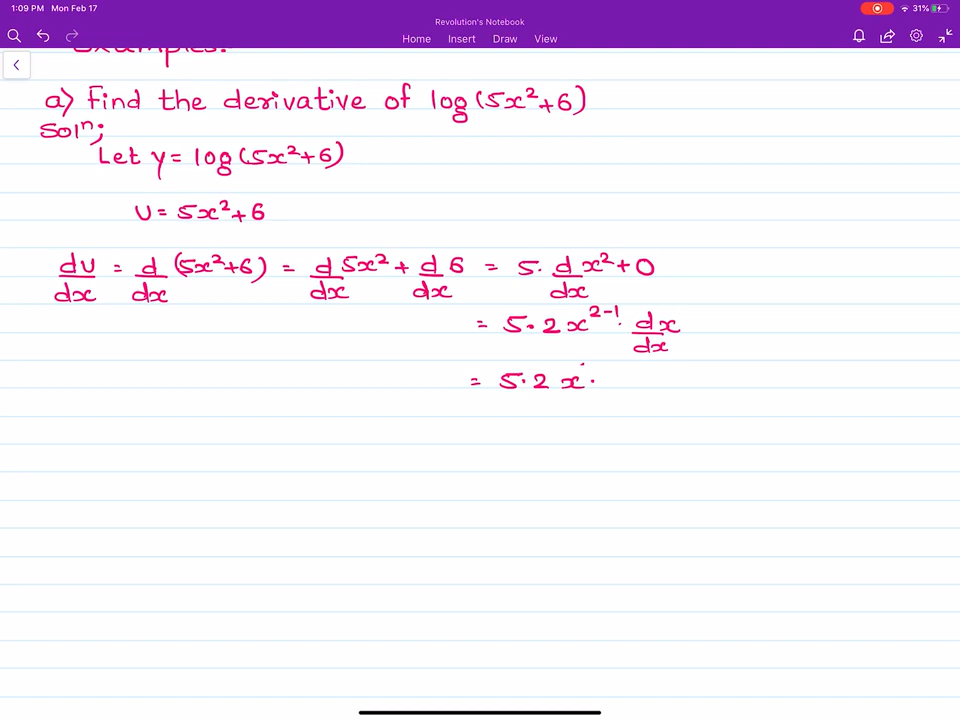 1:09 PM Mon Feb 17
31%
Revolution's Notebook
Home Insert Draw View
Examples:
a) Find the derivative of log(5x²+6)
Solⁿ;
Let y = log(5x²+6)
U = 5x²+6
dU/dx = d/dx (5x²+6) = d/dx 5x² + d/dx 6 = 5. d/dx x² + 0
= 5.2x²⁻¹. dx/dx
= 5.2 x.